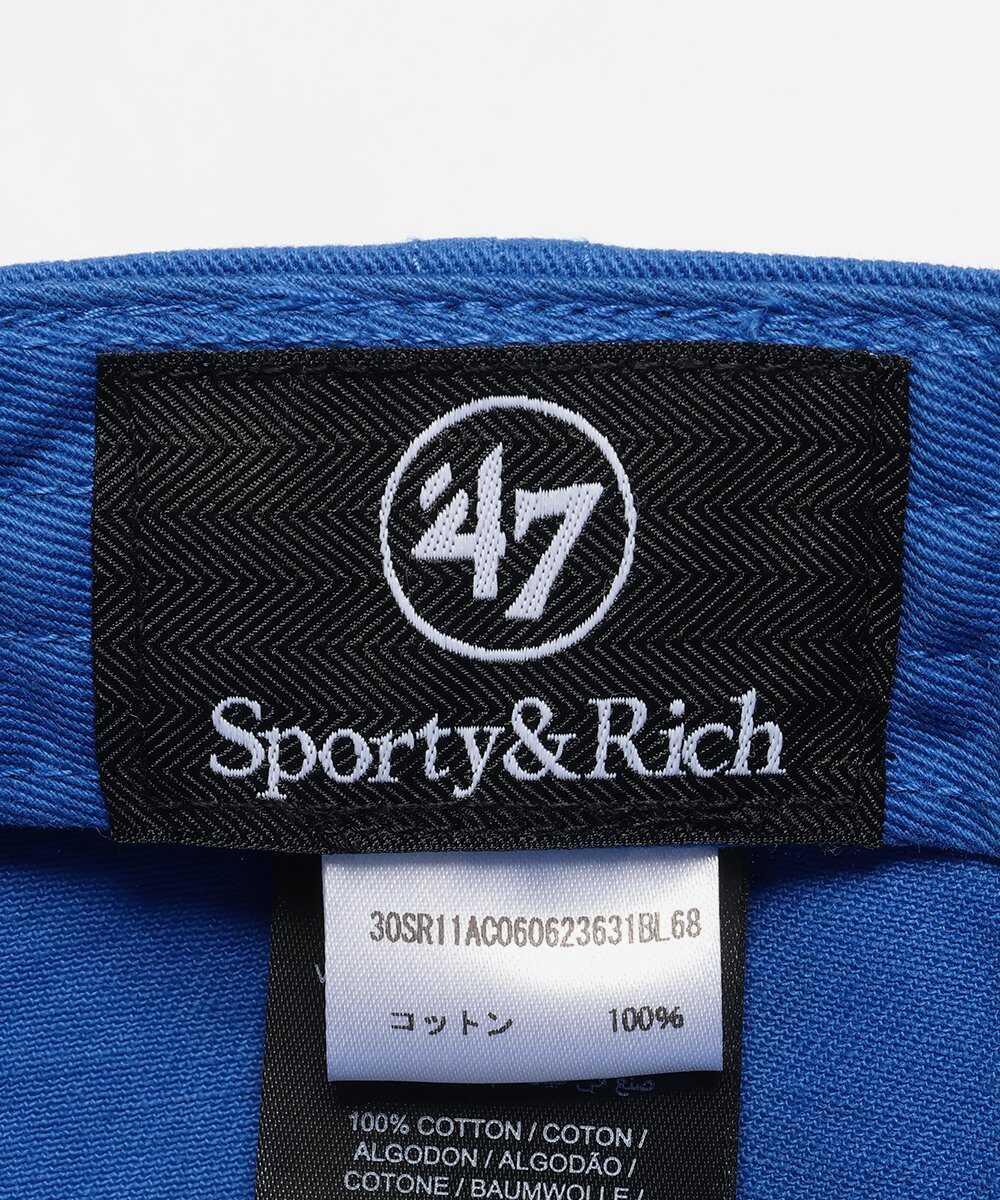 '47
Sporty&Rich
30SR11AC060623631BL68
コットン 100%
100% COTTON / COTON /
ALGODON / ALGODÃO /
COTONE / BAUMWOLLE /